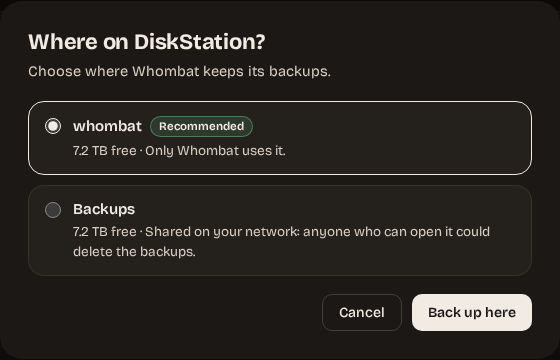 Where on DiskStation?
Choose where Whombat keeps its backups.
whombat Recommended
7.2 TB free · Only Whombat uses it.
Backups
7.2 TB free · Shared on your network: anyone who can open it could
delete the backups.
Cancel Back up here